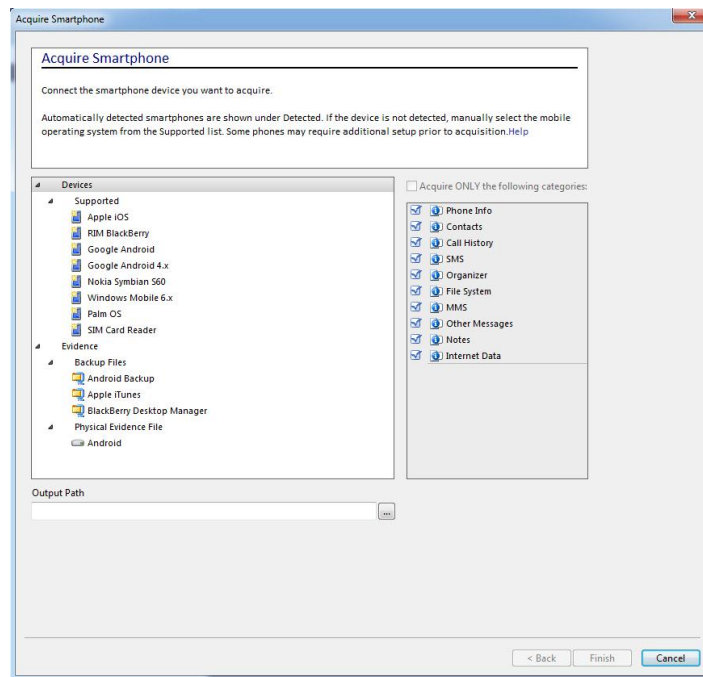 Acquire Smartphone
Acquire Smartphone
Connect the smartphone device you want to acquire.
Automatically detected smartphones are shown under Detected. If the device is not detected, manually select the mobile
operating system from the Supported list. Some phones may require additional setup prior to acquisition.Help
Devices
Supported
Apple iOS
RIM BlackBerry
Google Android
Google Android 4.x
Nokia Symbian S60
Windows Mobile 6.x
Palm OS
SIM Card Reader
Evidence
Backup Files
Android Backup
Apple iTunes
BlackBerry Desktop Manager
Physical Evidence File
Android
Acquire ONLY the following categories:
Phone Info
Contacts
Call History
SMS
Organizer
File System
MMS
Other Messages
Notes
Internet Data
Output Path
...
< Back
Finish
Cancel